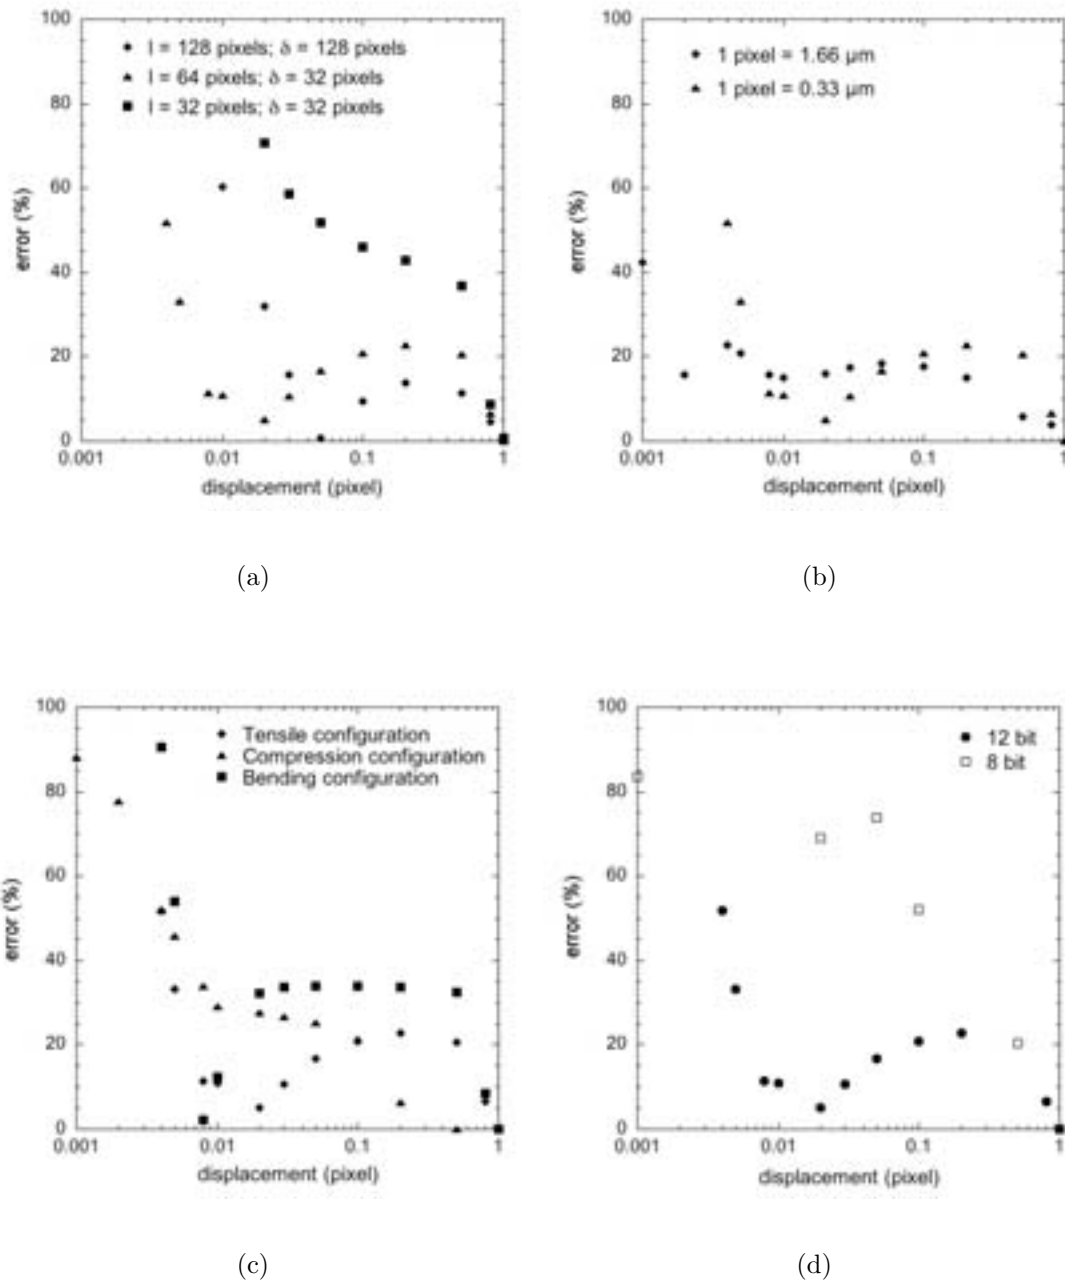 100
80
60
40
20
0
error (%)
l = 128 pixels; δ = 128 pixels
l = 64 pixels; δ = 32 pixels
l = 32 pixels; δ = 32 pixels
0.001 0.01 0.1 1
displacement (pixel)
(a)
100
80
60
40
20
0
error (%)
1 pixel = 1.66 µm
1 pixel = 0.33 µm
0.001 0.01 0.1 1
displacement (pixel)
(b)
100
80
60
40
20
0
error (%)
Tensile configuration
Compression configuration
Bending configuration
0.001 0.01 0.1 1
displacement (pixel)
(c)
100
80
60
40
20
0
error (%)
12 bit
8 bit
0.001 0.01 0.1 1
displacement (pixel)
(d)